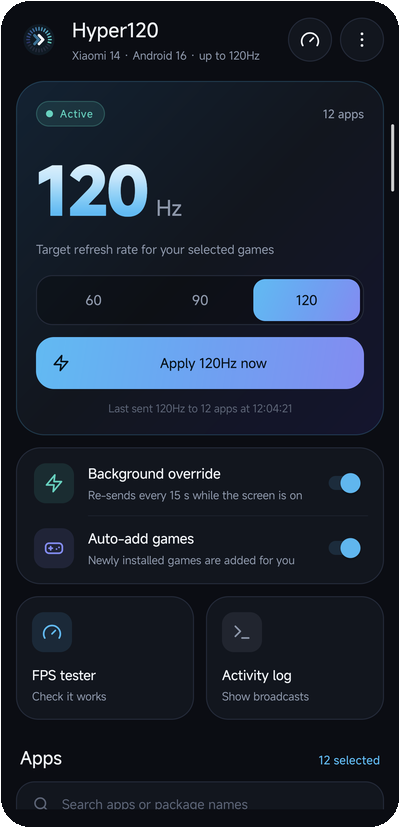 Hyper120
Xiaomi 14 · Android 16 · up to 120Hz
Active
12 apps
120 Hz
Target refresh rate for your selected games
60 90 120
Apply 120Hz now
Last sent 120Hz to 12 apps at 12:04:21
Background override
Re-sends every 15 s while the screen is on
Auto-add games
Newly installed games are added for you
FPS tester
Check it works
Activity log
Show broadcasts
Apps
12 selected
Search apps or package names